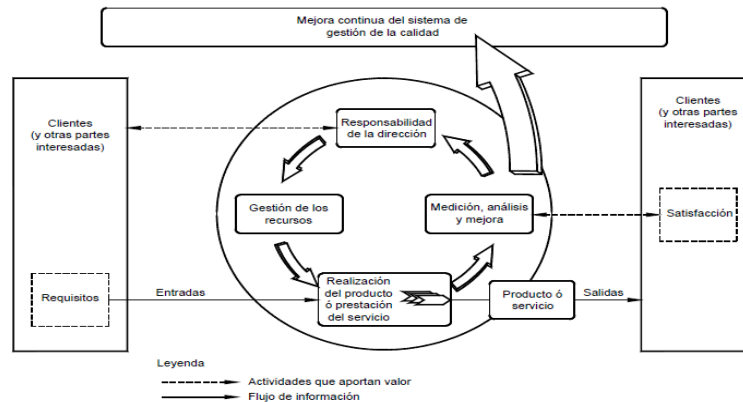 Mejora continua del sistema de
gestión de la calidad
Clientes
(y otras partes
interesadas)
Clientes
(y otras partes
interesadas)
Responsabilidad
de la dirección
Gestión de los
recursos
Medición, análisis
y mejora
Satisfacción
Requisitos
Entradas
Realización
del producto
ó prestación
del servicio
Producto ó
servicio
Salidas
Leyenda
Actividades que aportan valor
Flujo de información